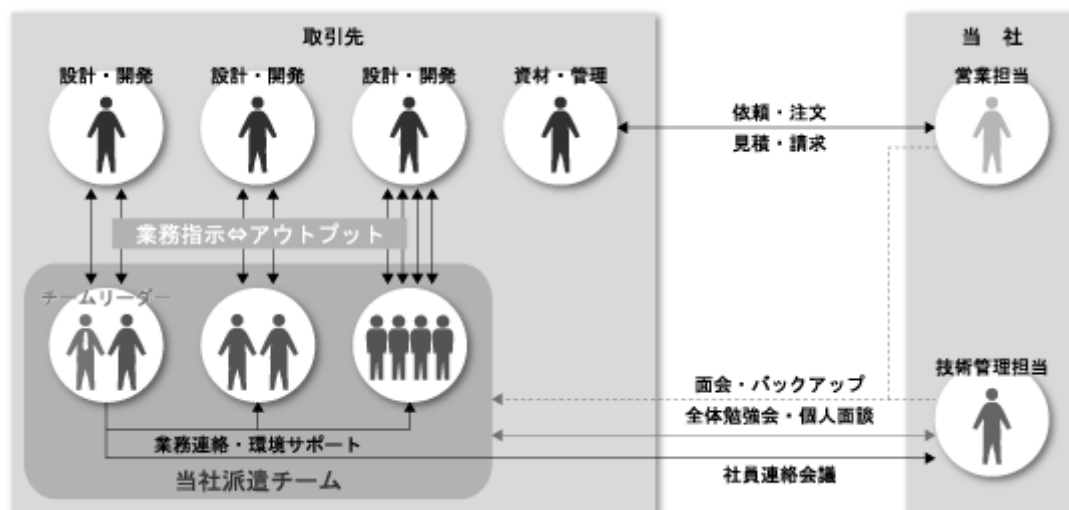 取引先
当 社
設計・開発
設計・開発
設計・開発
資材・管理
営業担当
依頼・注文
見積・請求
業務指示⇔アウトプット
チームリーダー
技術管理担当
面会・バックアップ
全体勉強会・個人面談
業務連絡・環境サポート
社員連絡会議
当社派遣チーム